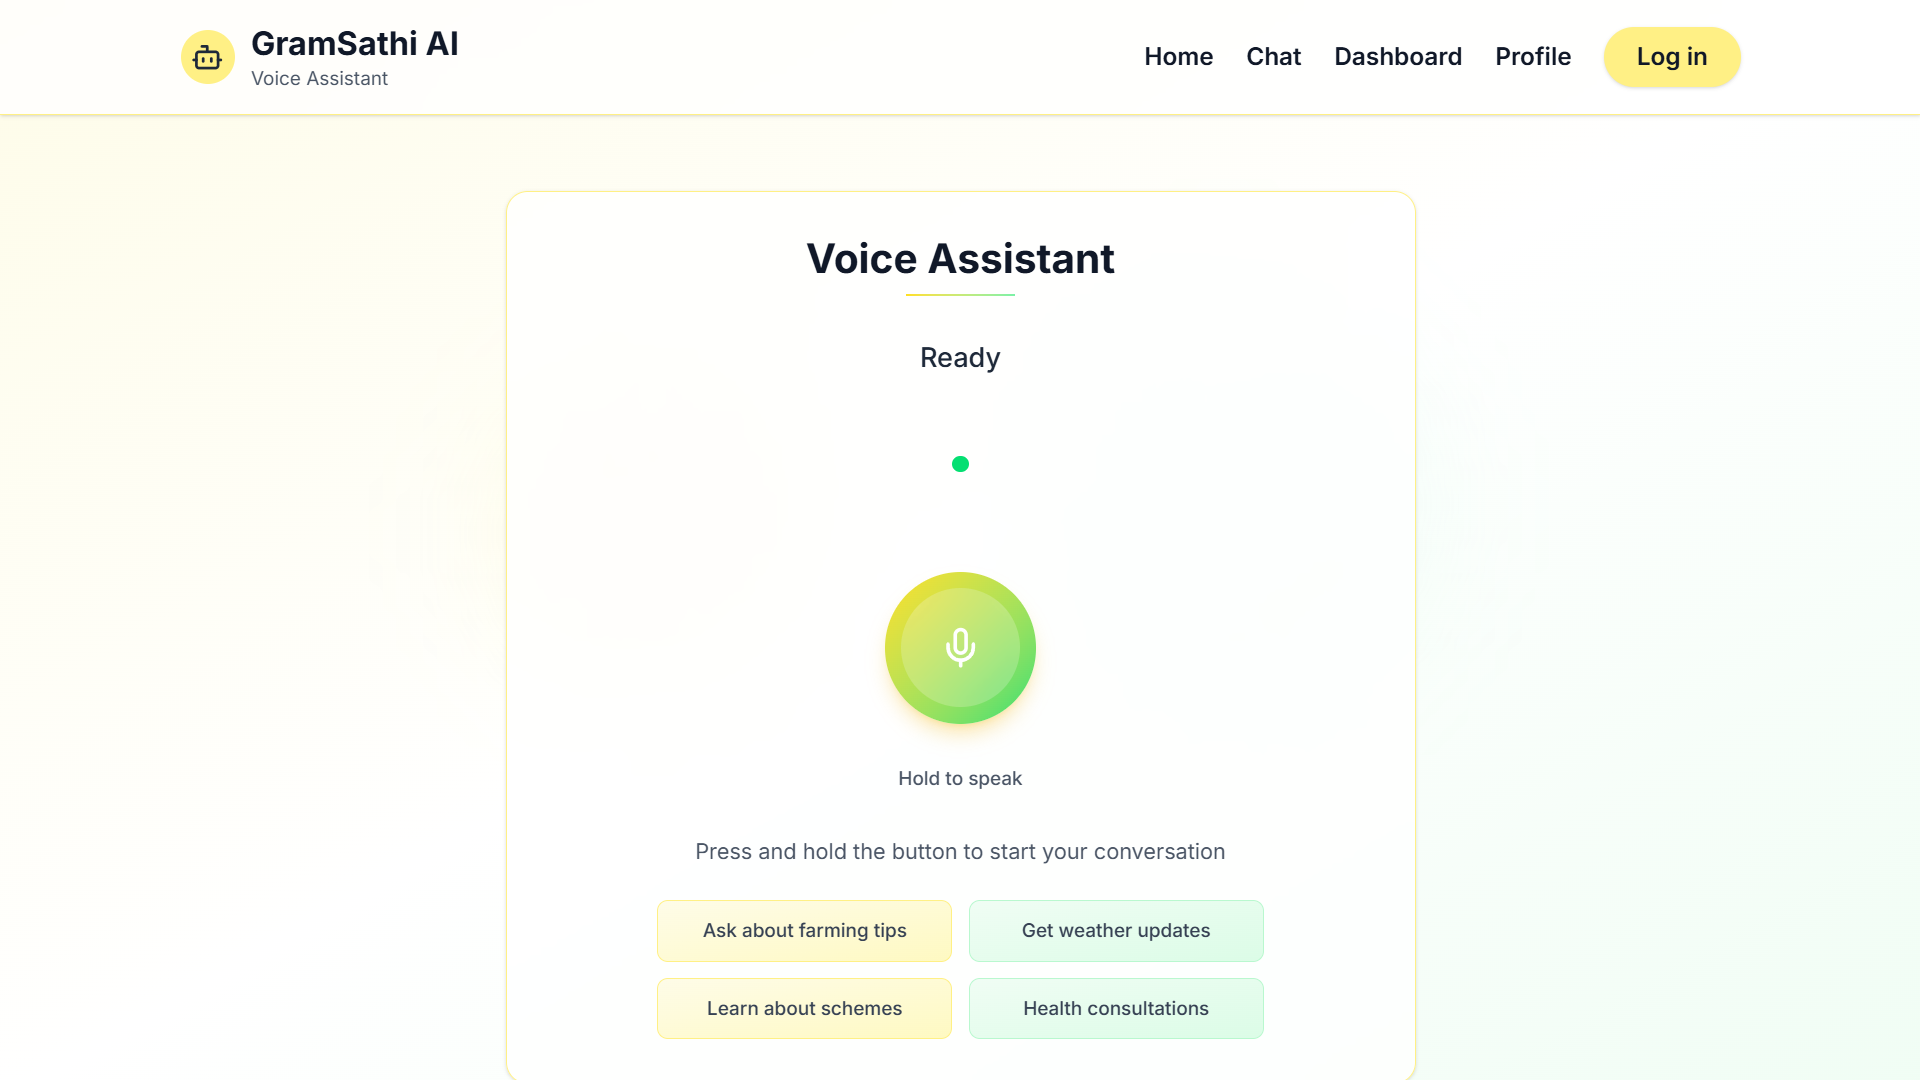 GramSathi AI
Voice Assistant
Home Chat Dashboard Profile Log in
Voice Assistant
Ready
Hold to speak
Press and hold the button to start your conversation
Ask about farming tips
Get weather updates
Learn about schemes
Health consultations